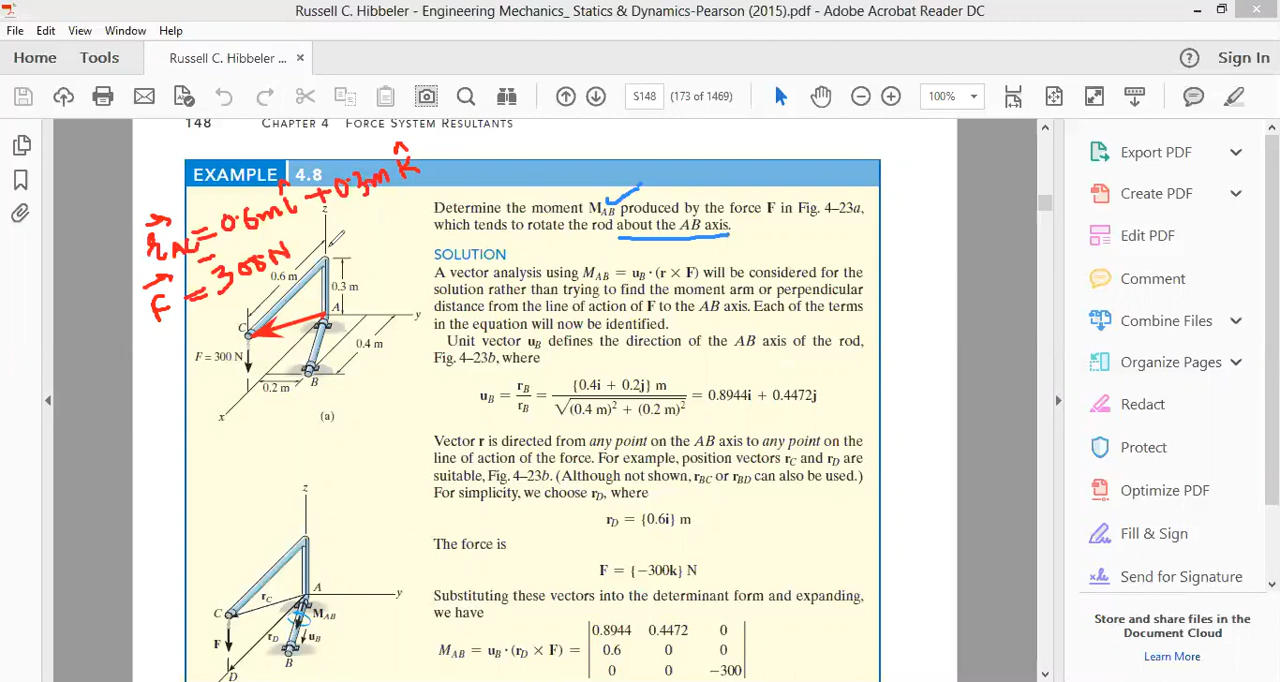 Russell C. Hibbeler - Engineering Mechanics_ Statics & Dynamics-Pearson (2015).pdf - Adobe Acrobat Reader DC
File Edit View Window Help
Home Tools Russell C. Hibbeler ... × Sign In
S148 (173 of 1469) 100%
148 CHAPTER 4 FORCE SYSTEM RESULTANTS
EXAMPLE 4.8
r⃗AC = 0.6m î + 0.3m K̂
F⃗ = 300N
z
0.6 m
0.3 m
A
y
C
0.4 m
F = 300 N
B
0.2 m
x
(a)
Determine the moment M_AB produced by the force F in Fig. 4–23a,
which tends to rotate the rod about the AB axis.
SOLUTION
A vector analysis using M_AB = u_B · (r × F) will be considered for the
solution rather than trying to find the moment arm or perpendicular
distance from the line of action of F to the AB axis. Each of the terms
in the equation will now be identified.
Unit vector u_B defines the direction of the AB axis of the rod,
Fig. 4–23b, where
u_B = r_B / r_B = {0.4i + 0.2j} m / √(0.4 m)² + (0.2 m)² = 0.8944i + 0.4472j
Vector r is directed from any point on the AB axis to any point on the
line of action of the force. For example, position vectors r_C and r_D are
suitable, Fig. 4–23b. (Although not shown, r_BC or r_BD can also be used.)
For simplicity, we choose r_D, where
r_D = {0.6i} m
The force is
F = {−300k} N
Substituting these vectors into the determinant form and expanding,
we have
M_AB = u_B · (r_D × F) =
0.8944 0.4472 0
0.6 0 0
0 0 −300
z
A
y
r_C
C
M_AB
F
r_D
u_B
B
D
Export PDF
Create PDF
Edit PDF
Comment
Combine Files
Organize Pages
Redact
Protect
Optimize PDF
Fill & Sign
Send for Signature
Store and share files in the
Document Cloud
Learn More